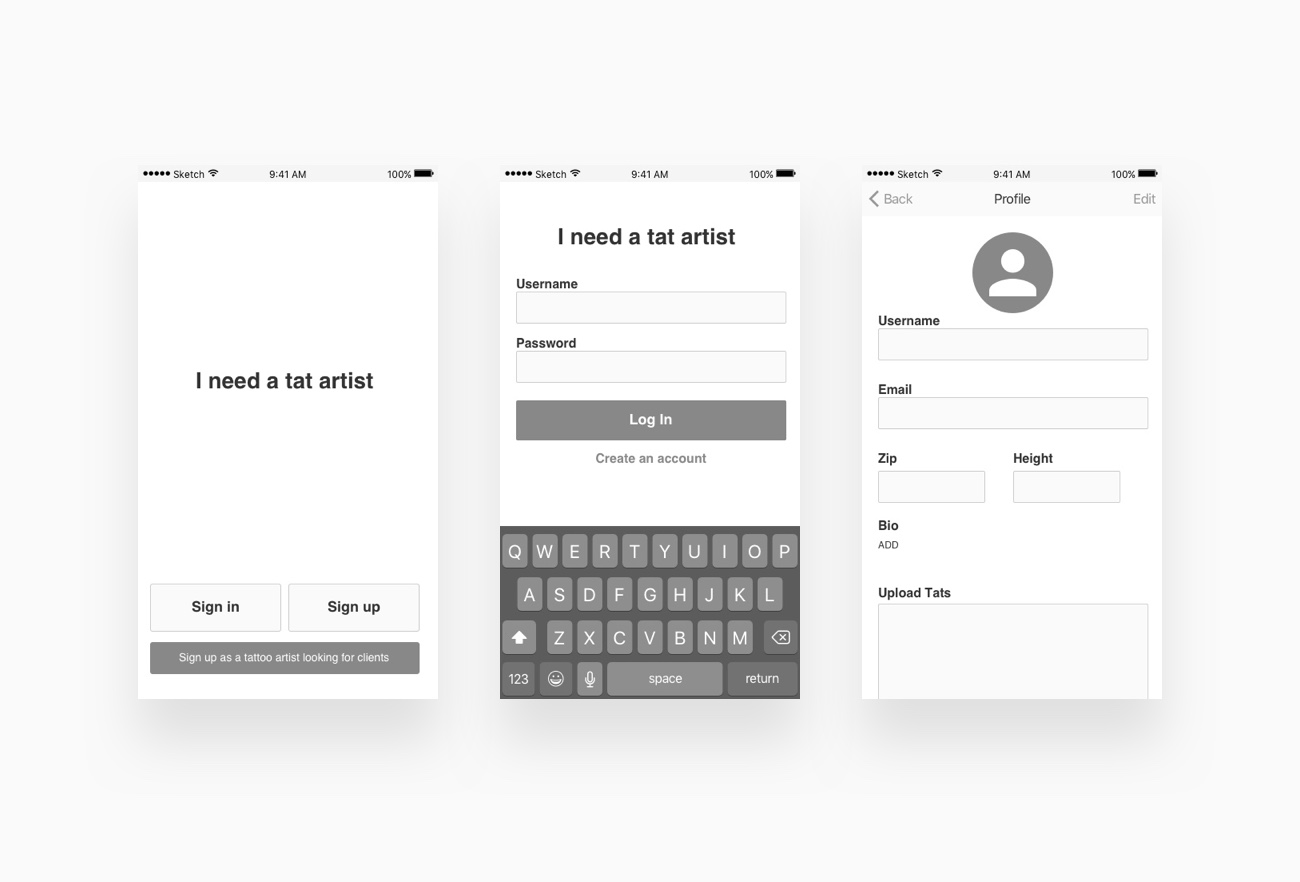 Sketch 9:41 AM 100%
I need a tat artist
Sign in Sign up
Sign up as a tattoo artist looking for clients
Sketch 9:41 AM 100%
I need a tat artist
Username
Password
Log In
Create an account
Q W E R T Y U I O P
A S D F G H J K L
Z X C V B N M
123 space return
Sketch 9:41 AM 100%
Back Profile Edit
Username
Email
Zip Height
Bio
ADD
Upload Tats